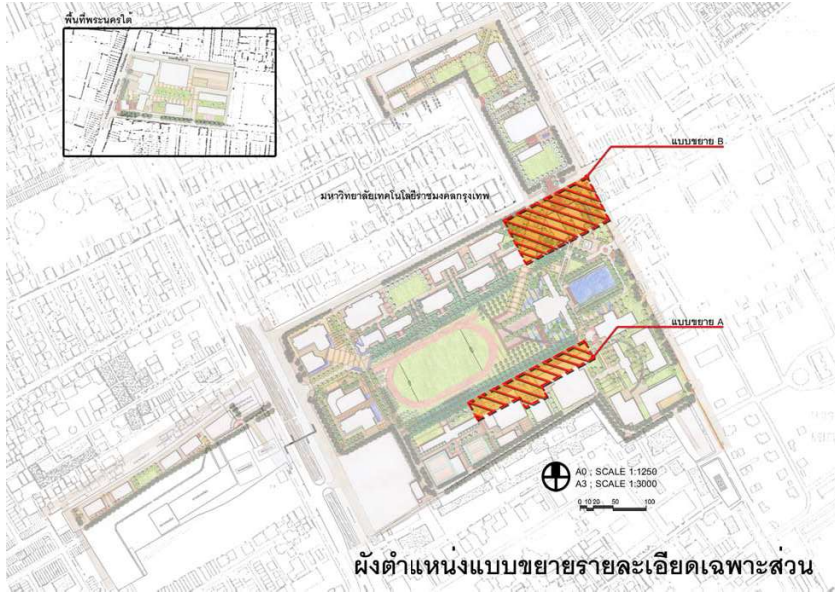 พื้นที่พระนครใต้
แบบขยาย B
มหาวิทยาลัยเทคโนโลยีราชมงคลกรุงเทพ
แบบขยาย A
A0 ; SCALE 1:1250
A3 ; SCALE 1:3000
0 10 20 50 100
ผังตำแหน่งแบบขยายรายละเอียดเฉพาะส่วน